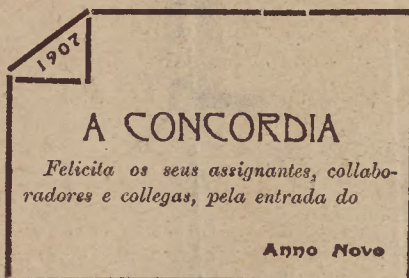 1907
A CONCORDIA
Felicita os seus assignantes, collabo-
radores e collegas, pela entrada do
Anno Novo